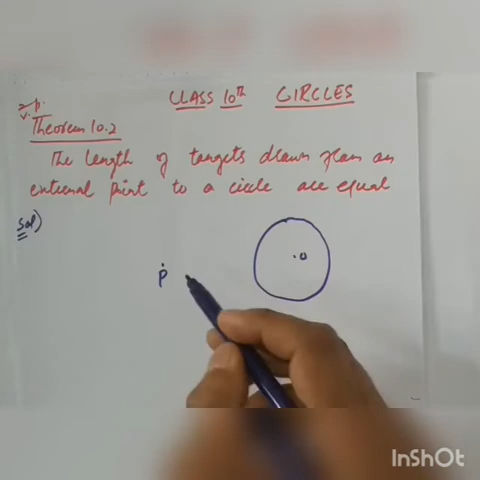 CLASS 10th CIRCLES
v. p.
Theorem 10.2
The length of tangets drawn from an
external point to a circle are equal
Sol)
P
O
InShOt